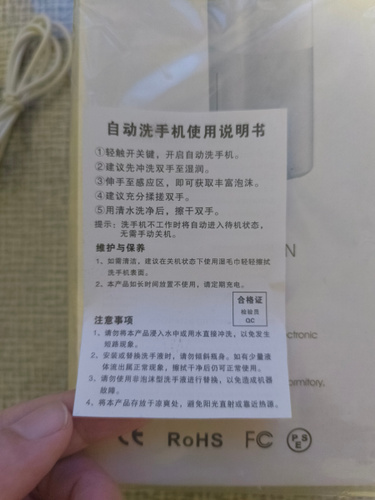 自动洗手机使用说明书
①轻触开关键，开启自动洗手机。
②建议先冲洗双手至湿润。
③伸手至感应区，即可获取丰富泡沫。
④建议充分揉搓双手。
⑤用清水洗净后，擦干双手。
提示：洗手机不工作时将自动进入待机状态，
无需手动关机。
维护与保养
1、如需清洁，建议在关机状态下使用湿毛巾轻轻擦拭
洗手机表面。
2、本产品如长时间放置不使用，请定期充电。
合格证
检验员
QC
注意事项
1、请勿将本产品浸入水中或用水直接冲洗，以免发生
短路现象。
2、安装或替换洗手液时，请勿倾斜瓶身。如有少量液
体流出属正常现象，擦拭干净后仍可正常使用。
3、请勿使用非泡沫型洗手液进行替换，以免造成机器
故障。
4、将本产品存放于凉爽处，避免阳光直射或靠近热源。
N
ectronic
ormitory,
CE RoHS FC PSE